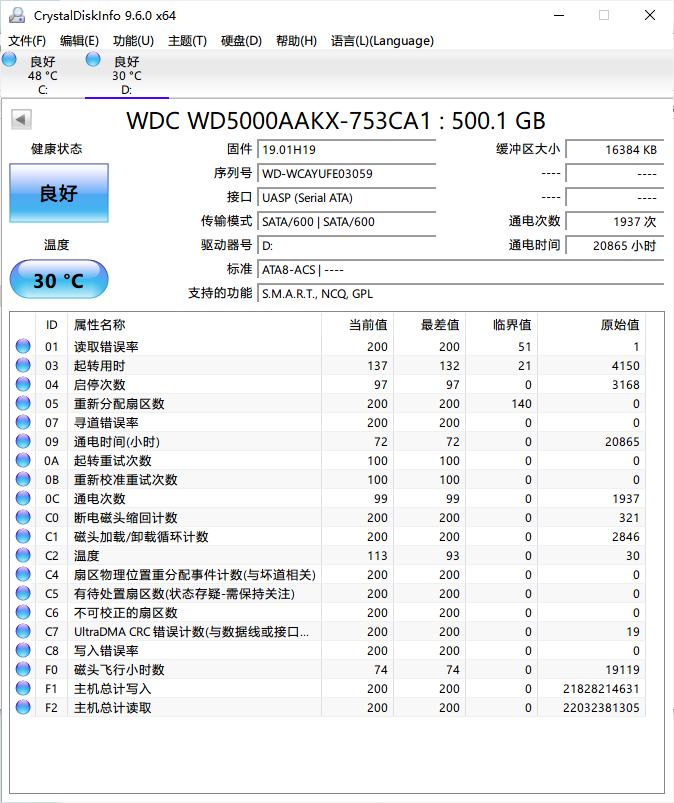 CrystalDiskInfo 9.6.0 x64
文件(F) 编辑(E) 功能(U) 主题(T) 硬盘(D) 帮助(H) 语言(L)(Language)
良好 良好
48 °C 30 °C
C: D:
WDC WD5000AAKX-753CA1 : 500.1 GB
健康状态 固件 19.01H19 缓冲区大小 16384 KB
良好 序列号 WD-WCAYUFE03059 ---- ----
接口 UASP (Serial ATA) ---- ----
传输模式 SATA/600 | SATA/600 通电次数 1937 次
温度 驱动器号 D: 通电时间 20865 小时
30 °C 标准 ATA8-ACS | ----
支持的功能 S.M.A.R.T., NCQ, GPL
ID 属性名称 当前值 最差值 临界值 原始值
01 读取错误率 200 200 51 1
03 起转用时 137 132 21 4150
04 启停次数 97 97 0 3168
05 重新分配扇区数 200 200 140 0
07 寻道错误率 200 200 0 0
09 通电时间(小时) 72 72 0 20865
0A 起转重试次数 100 100 0 0
0B 重新校准重试次数 100 100 0 0
0C 通电次数 99 99 0 1937
C0 断电磁头缩回计数 200 200 0 321
C1 磁头加载/卸载循环计数 200 200 0 2846
C2 温度 113 93 0 30
C4 扇区物理位置重分配事件计数(与坏道相关) 200 200 0 0
C5 有待处置扇区数(状态存疑-需保持关注) 200 200 0 0
C6 不可校正的扇区数 200 200 0 0
C7 UltraDMA CRC 错误计数(与数据线或接口... 200 200 0 19
C8 写入错误率 200 200 0 0
F0 磁头飞行小时数 74 74 0 19119
F1 主机总计写入 200 200 0 21828214631
F2 主机总计读取 200 200 0 22032381305